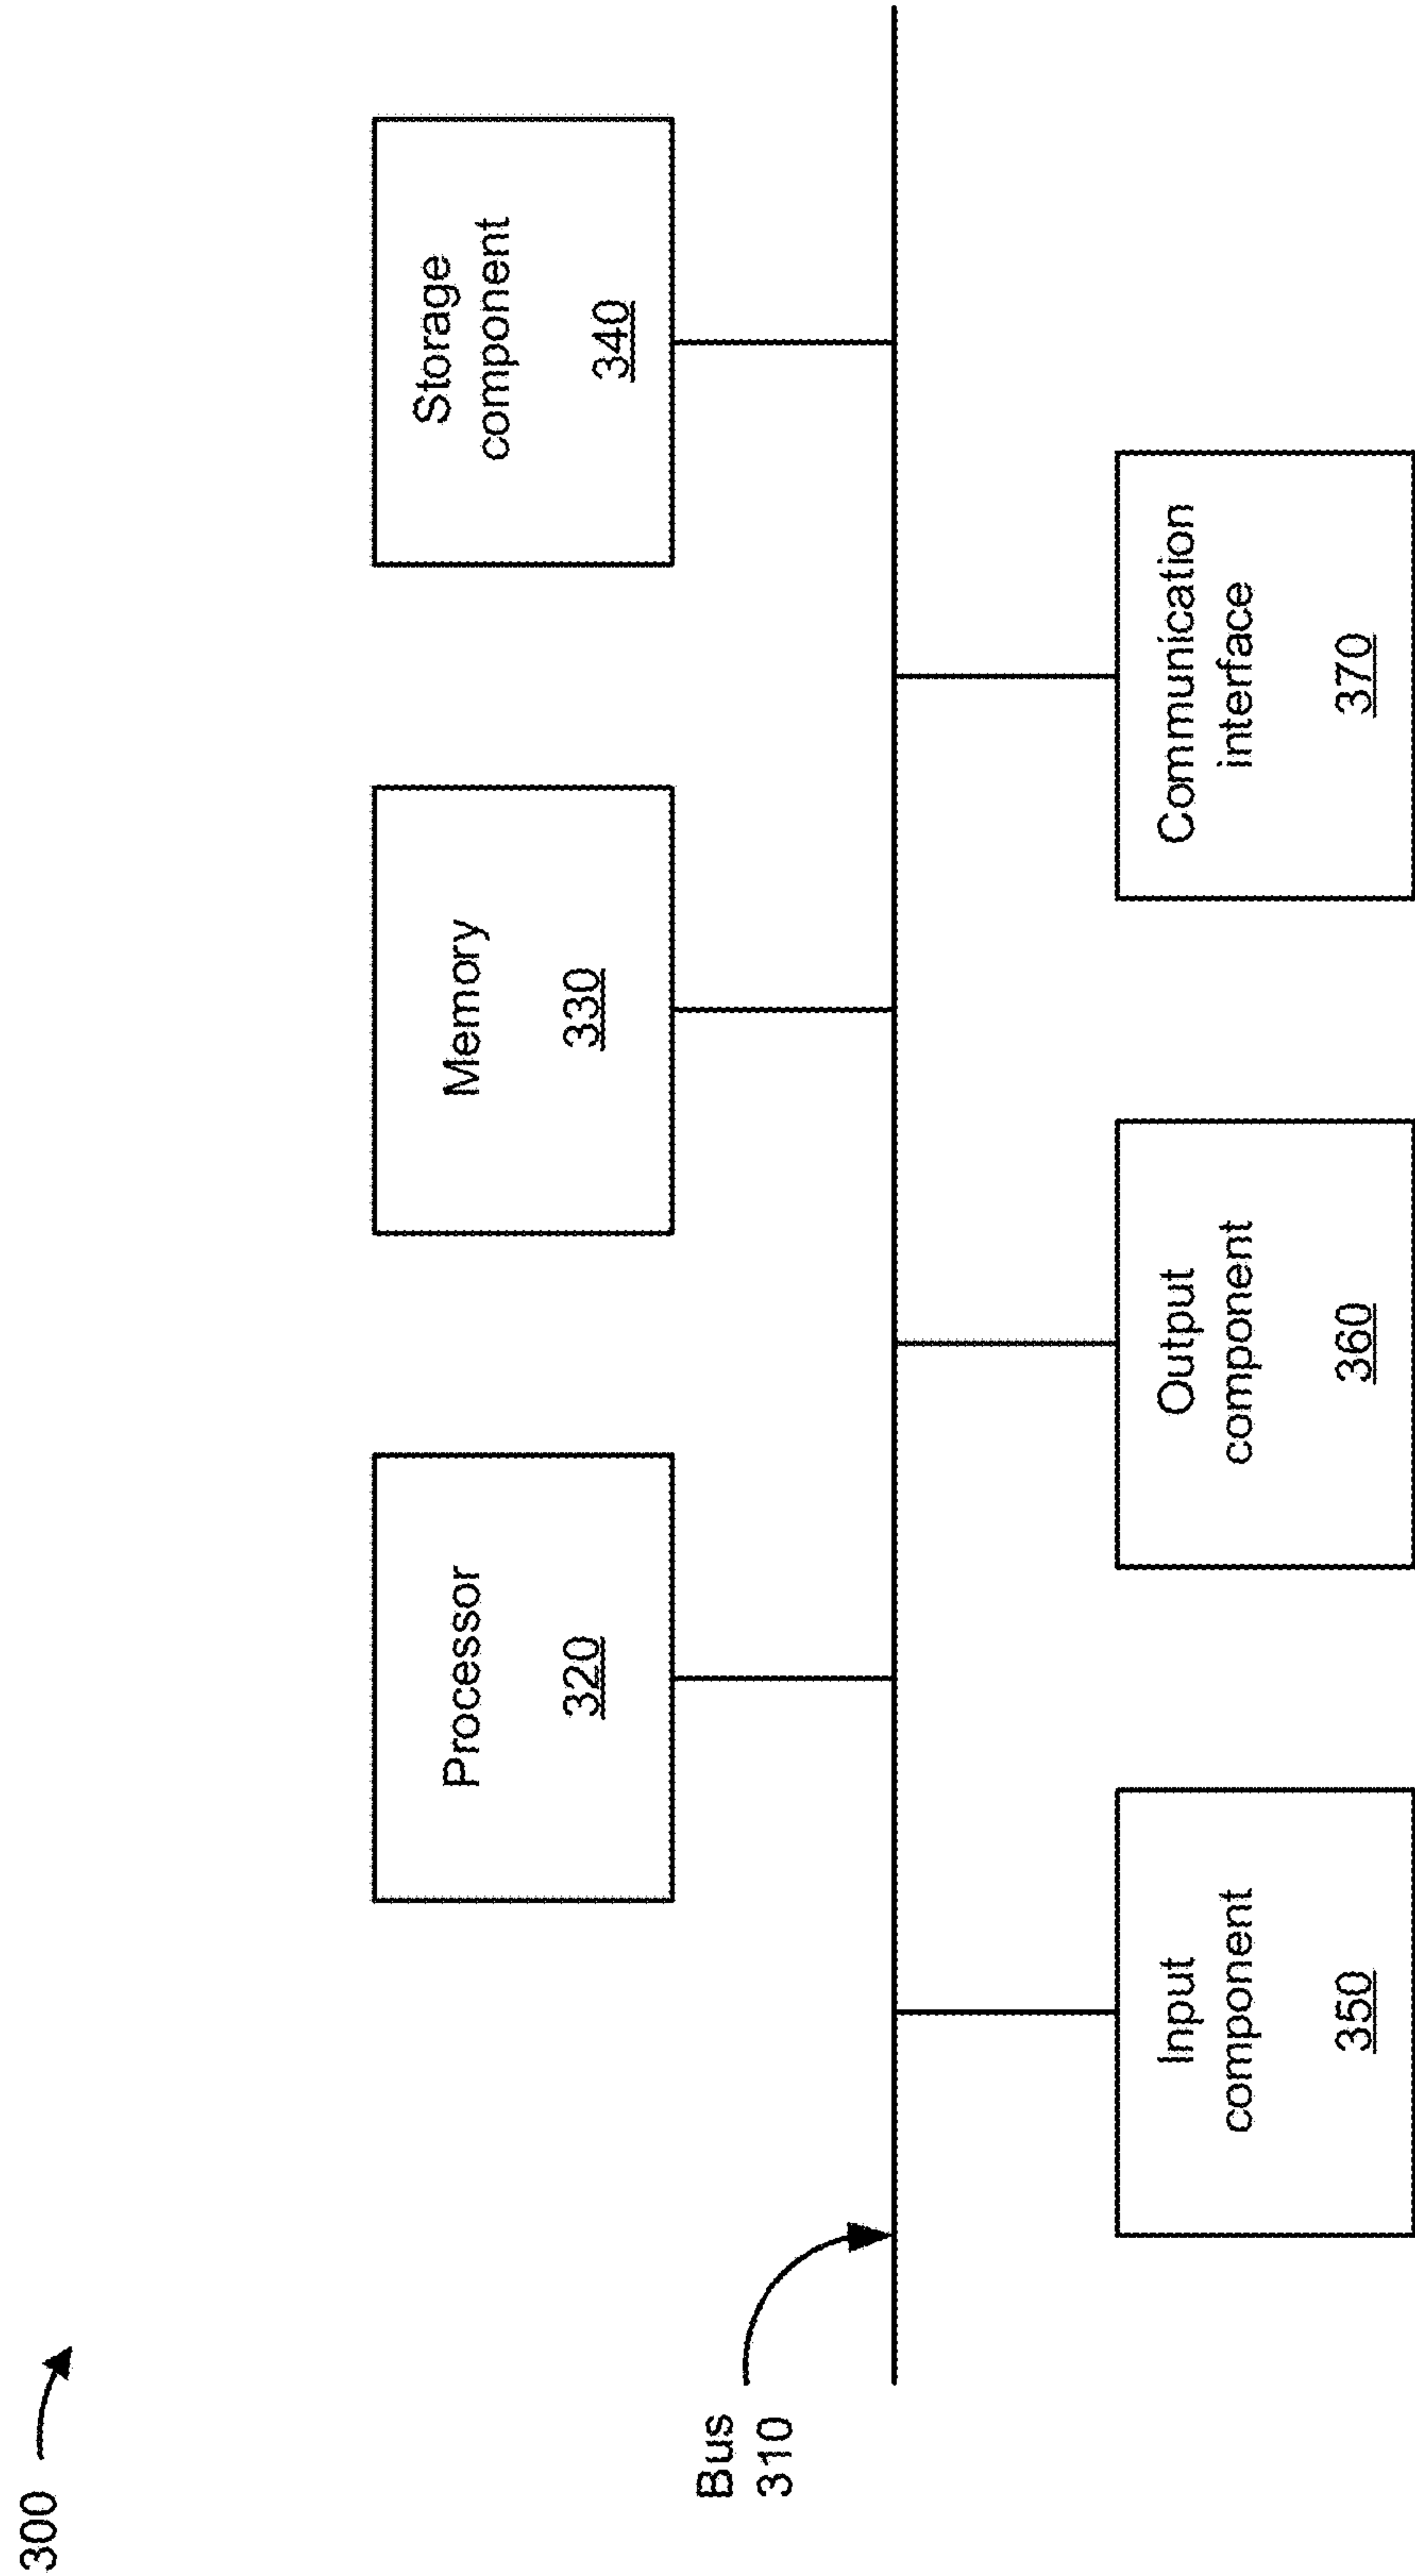 300
Processor
320
Memory
330
Storage
component
340
Bus
310
Input
component
350
Output
component
360
Communication
interface
370